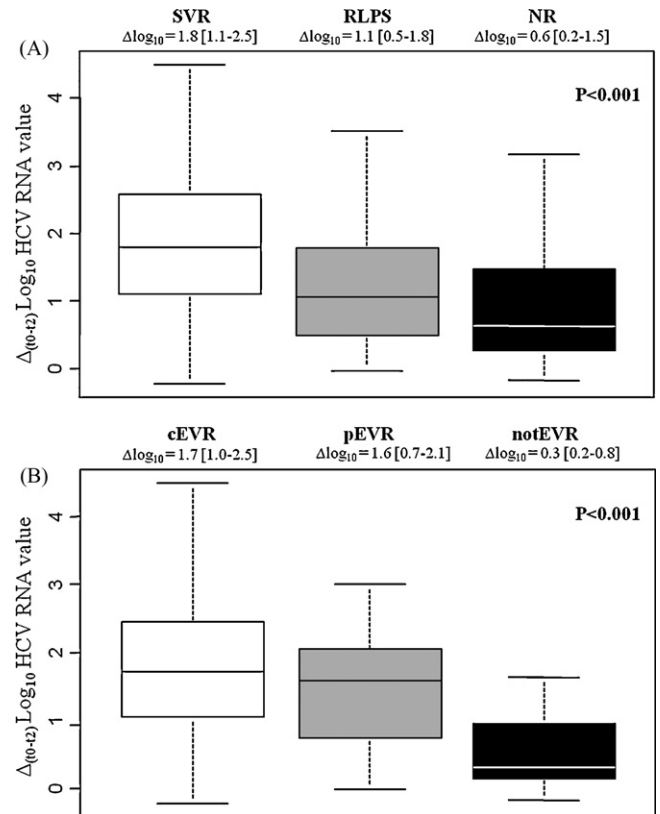 SVR RLPS NR
Δlog₁₀=1.8 [1.1-2.5] Δlog₁₀=1.1 [0.5-1.8] Δlog₁₀=0.6 [0.2-1.5]
(A)
P<0.001
Δ(t0-t2) Log₁₀ HCV RNA value
4
3
2
1
0
cEVR pEVR notEVR
Δlog₁₀=1.7 [1.0-2.5] Δlog₁₀=1.6 [0.7-2.1] Δlog₁₀=0.3 [0.2-0.8]
(B)
P<0.001
Δ(t0-t2) Log₁₀ HCV RNA value
4
3
2
1
0